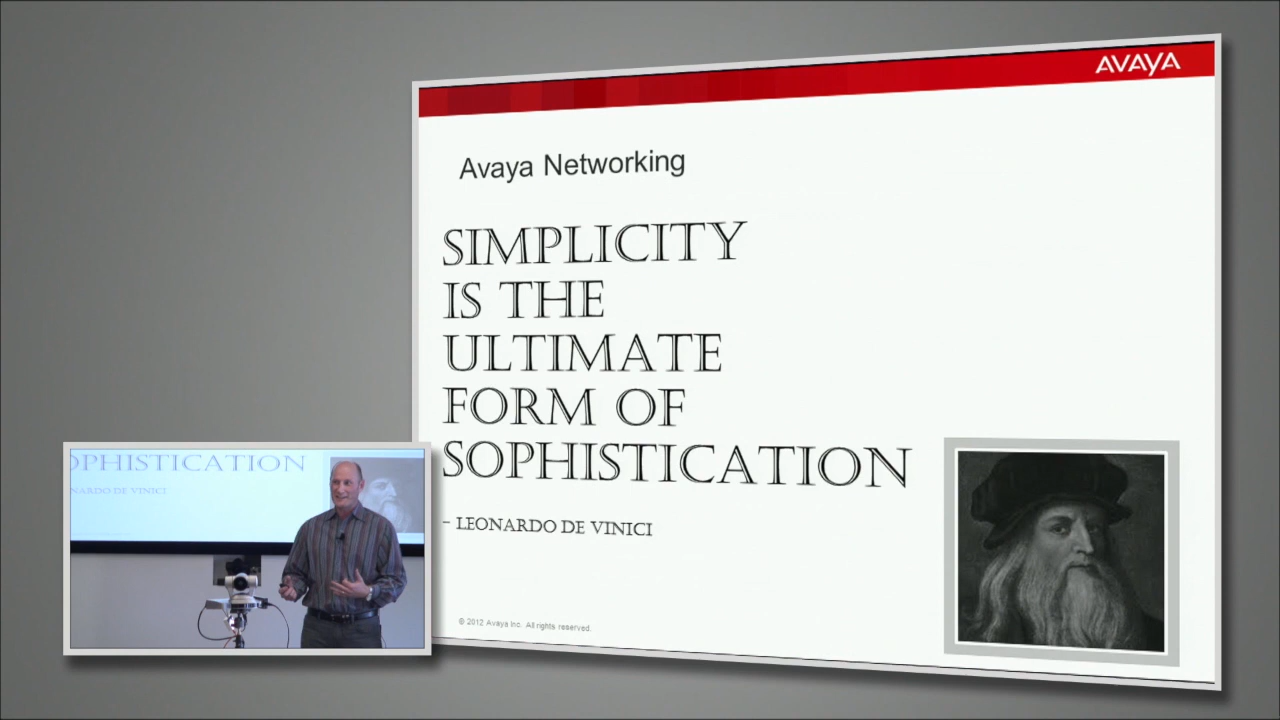 AVAYA
Avaya Networking
SIMPLICITY
IS THE
ULTIMATE
FORM OF
SOPHISTICATION
– LEONARDO DE VINICI
© 2012 Avaya Inc. All rights reserved.
OPHISTICATION
NARDO DE VINICI